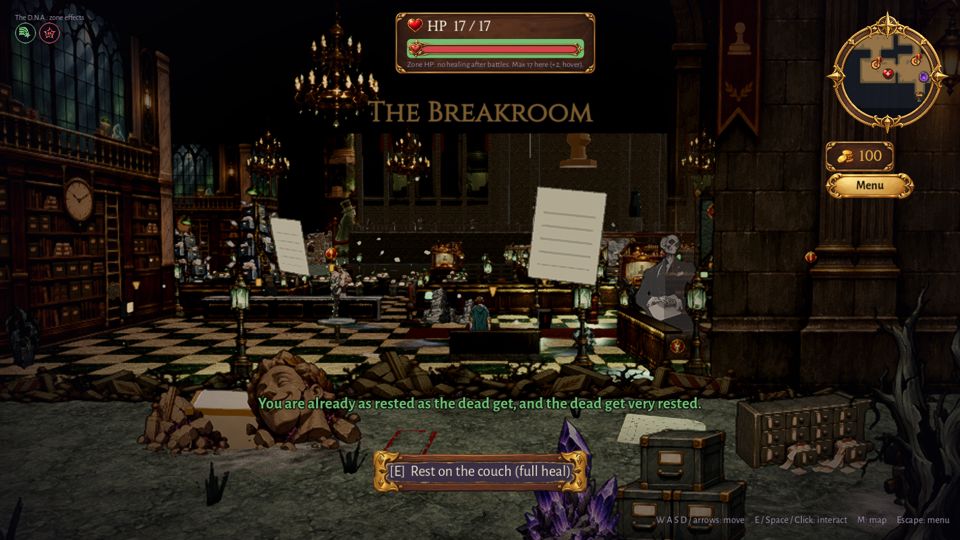 The D.N.A. zone effects
HP 17 / 17
Zone HP: no healing after battles. Max 17 here (+2, hover).
THE BREAKROOM
100
Menu
You are already as rested as the dead get, and the dead get very rested.
[E] Rest on the couch (full heal)
W A S D / arrows: move E / Space / Click: interact M: map Escape: menu